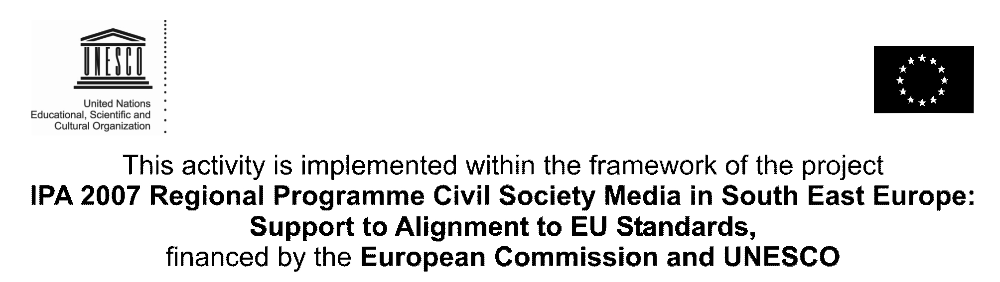 UNESCO
United Nations
Educational, Scientific and
Cultural Organization
This activity is implemented within the framework of the project
IPA 2007 Regional Programme Civil Society Media in South East Europe:
Support to Alignment to EU Standards,
financed by the European Commission and UNESCO